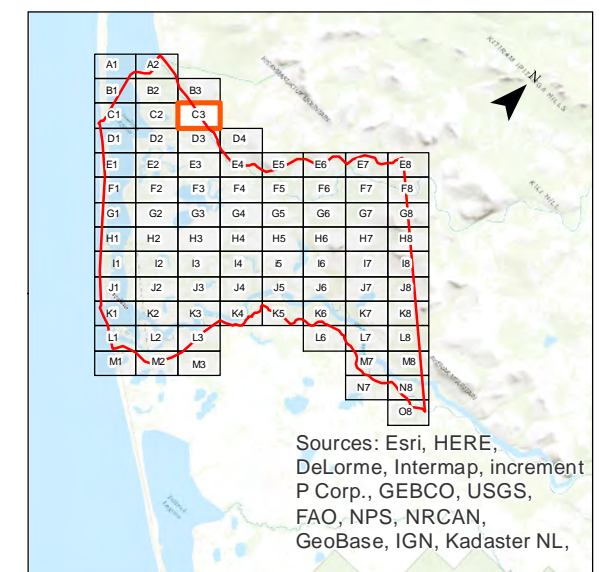 N
A1 A2
B1 B2 B3
C1 C2 C3
D1 D2 D3 D4
E1 E2 E3 E4 E5 E6 E7 E8
F1 F2 F3 F4 F5 F6 F7 F8
G1 G2 G3 G4 G5 G6 G7 G8
H1 H2 H3 H4 H5 H6 H7 H8
I1 I2 I3 I4 i5 I6 I7 I8
J1 J2 J3 J4 J5 J6 J7 J8
K1 K2 K3 K4 K5 K6 K7 K8
L1 L2 L3 L6 L7 L8
M1 M2 M3 M7 M8
N7 N8
O8
Sources: Esri, HERE,
DeLorme, Intermap, increment
P Corp., GEBCO, USGS,
FAO, NPS, NRCAN,
GeoBase, IGN, Kadaster NL,